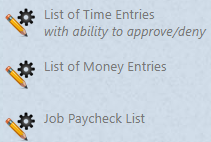 List of Time Entries
with ability to approve/deny
List of Money Entries
Job Paycheck List